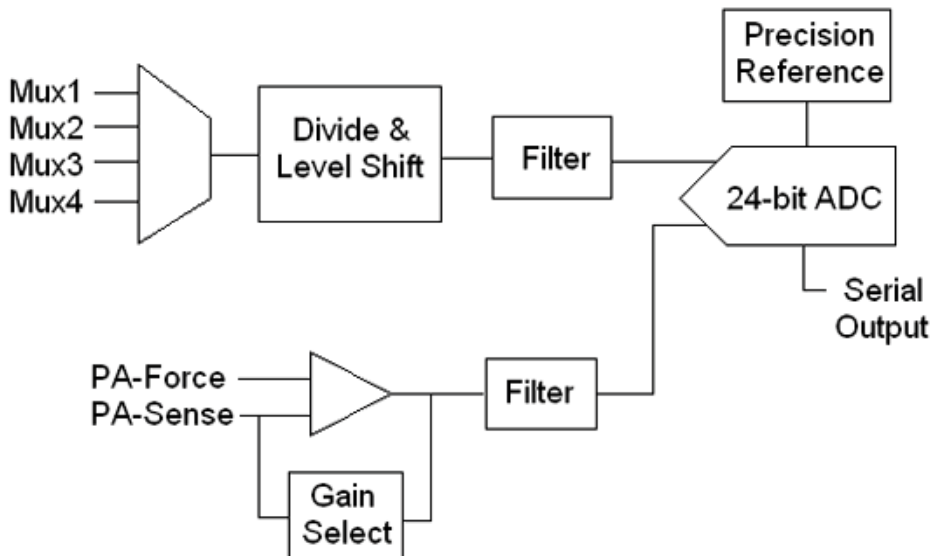 Precision
Reference
Mux1
Mux2
Mux3
Mux4
Divide &
Level Shift
Filter
24-bit ADC
Serial
Output
PA-Force
PA-Sense
Filter
Gain
Select